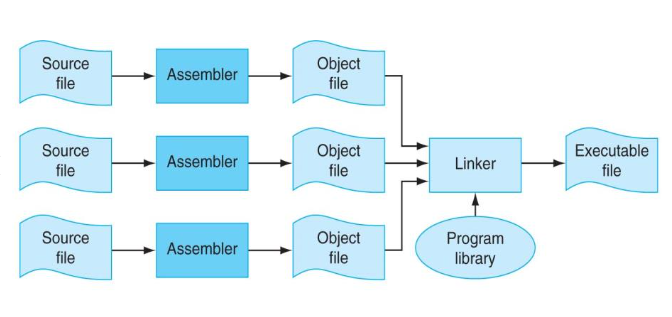 Source
file
Assembler
Object
file
Source
file
Assembler
Object
file
Linker
Executable
file
Source
file
Assembler
Object
file
Program
library